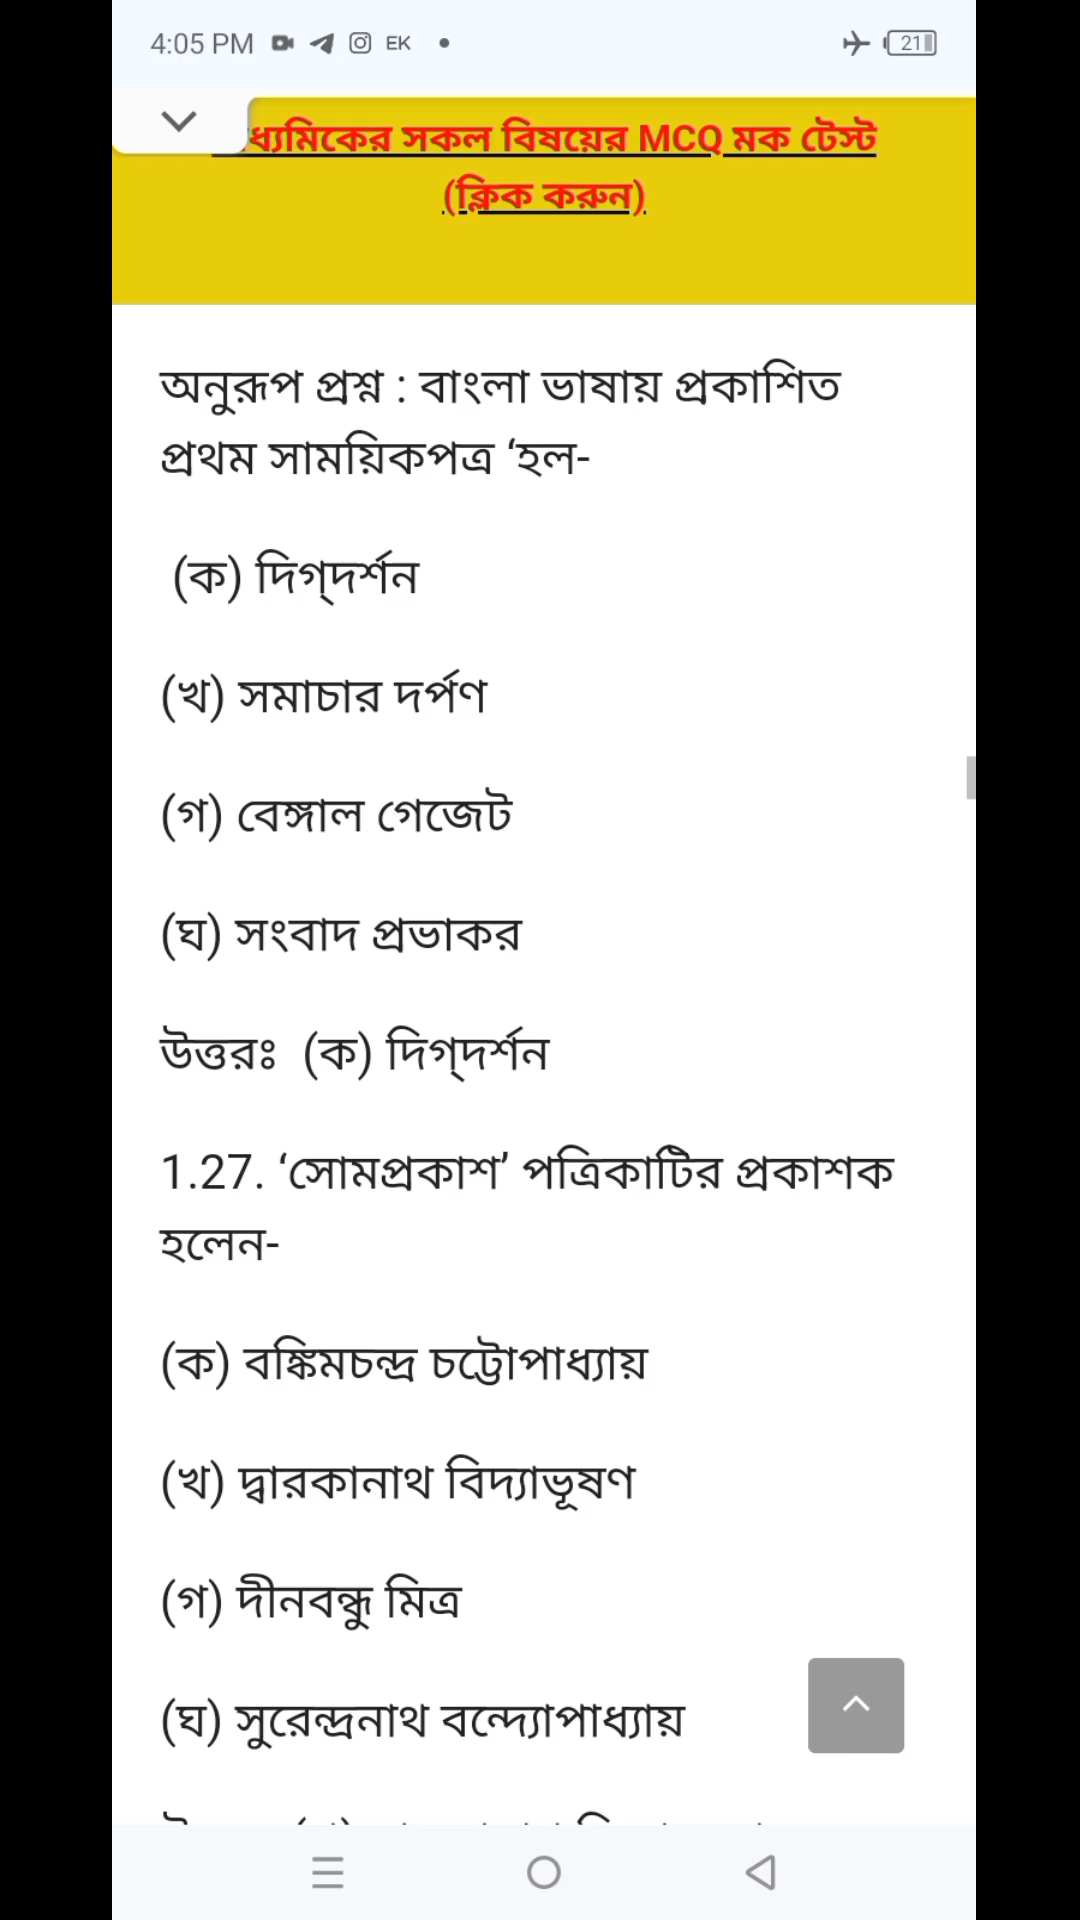 4:05 PM EK
21
ধ্যমিকের সকল বিষয়ের MCQ মক টেস্ট
(ক্লিক করুন)
অনুরূপ প্রশ্ন : বাংলা ভাষায় প্রকাশিত
প্রথম সাময়িকপত্র ‘হল-
(ক) দিগ্‌দর্শন
(খ) সমাচার দর্পণ
(গ) বেঙ্গাল গেজেট
(ঘ) সংবাদ প্রভাকর
উত্তরঃ (ক) দিগ্‌দর্শন
1.27. ‘সোমপ্রকাশ’ পত্রিকাটির প্রকাশক
হলেন-
(ক) বঙ্কিমচন্দ্র চট্টোপাধ্যায়
(খ) দ্বারকানাথ বিদ্যাভূষণ
(গ) দীনবন্ধু মিত্র
(ঘ) সুরেন্দ্রনাথ বন্দ্যোপাধ্যায়